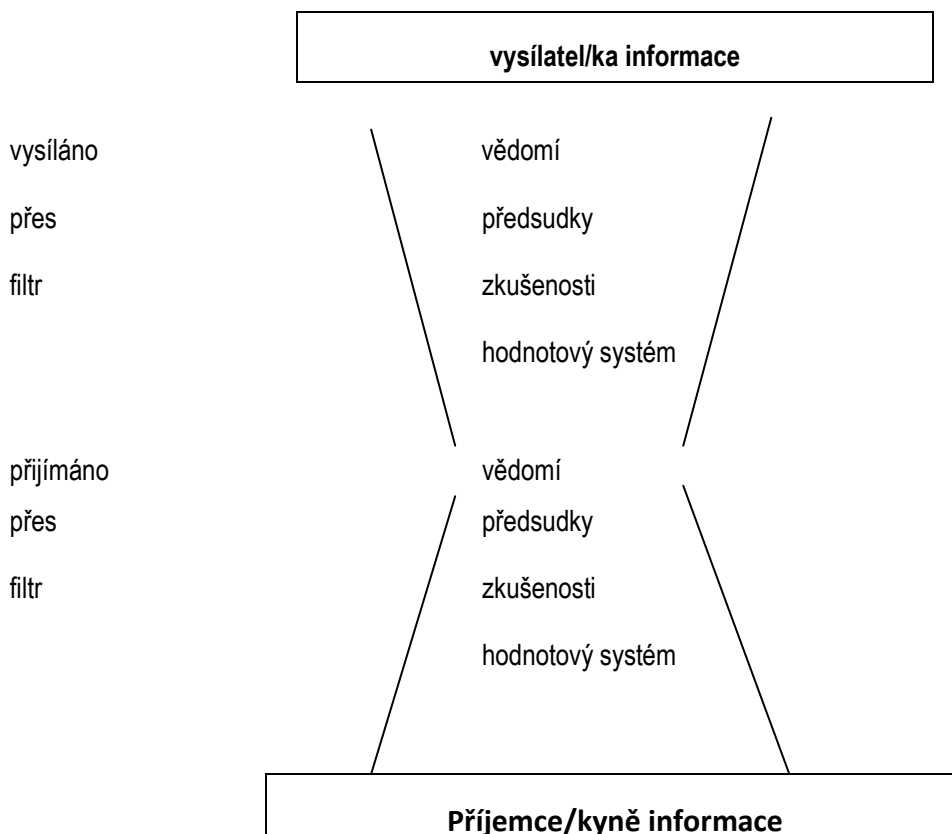 vysílatel/ka informace
vysíláno vědomí
přes předsudky
filtr zkušenosti
hodnotový systém
přijímáno vědomí
přes předsudky
filtr zkušenosti
hodnotový systém
Příjemce/kyně informace